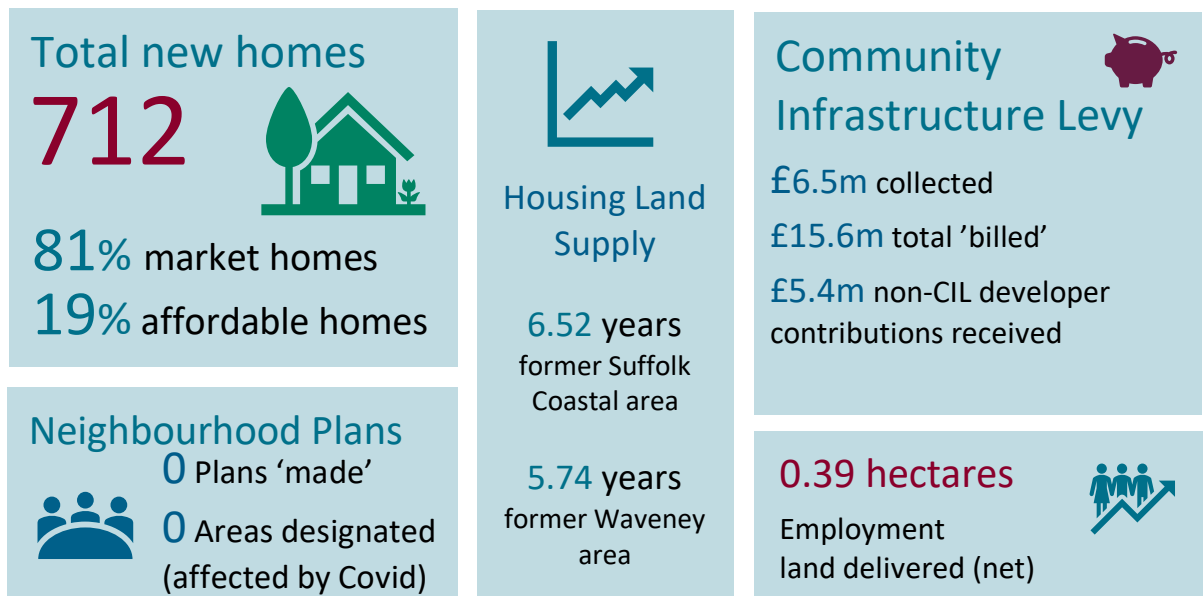 Total new homes
712
81% market homes
19% affordable homes
Neighbourhood Plans
0 Plans ‘made’
0 Areas designated
(affected by Covid)
Housing Land
Supply
6.52 years
former Suffolk
Coastal area
5.74 years
former Waveney
area
Community
Infrastructure Levy
£6.5m collected
£15.6m total ’billed’
£5.4m non-CIL developer
contributions received
0.39 hectares
Employment
land delivered (net)